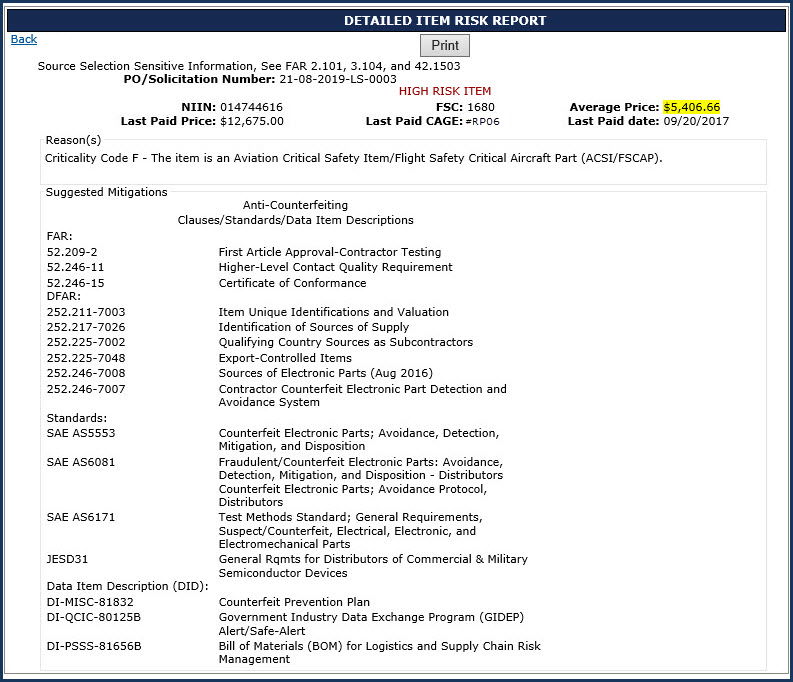 DETAILED ITEM RISK REPORT
Back
Print
Source Selection Sensitive Information, See FAR 2.101, 3.104, and 42.1503
PO/Solicitation Number: 21-08-2019-LS-0003
HIGH RISK ITEM
NIIN: 014744616 FSC: 1680 Average Price: $5,406.66
Last Paid Price: $12,675.00 Last Paid CAGE: #RP06 Last Paid date: 09/20/2017
Reason(s)
Criticality Code F - The item is an Aviation Critical Safety Item/Flight Safety Critical Aircraft Part (ACSI/FSCAP).
Suggested Mitigations
Anti-Counterfeiting
Clauses/Standards/Data Item Descriptions
FAR:
52.209-2 First Article Approval-Contractor Testing
52.246-11 Higher-Level Contact Quality Requirement
52.246-15 Certificate of Conformance
DFAR:
252.211-7003 Item Unique Identifications and Valuation
252.217-7026 Identification of Sources of Supply
252.225-7002 Qualifying Country Sources as Subcontractors
252.225-7048 Export-Controlled Items
252.246-7008 Sources of Electronic Parts (Aug 2016)
252.246-7007 Contractor Counterfeit Electronic Part Detection and
Avoidance System
Standards:
SAE AS5553 Counterfeit Electronic Parts; Avoidance, Detection,
Mitigation, and Disposition
SAE AS6081 Fraudulent/Counterfeit Electronic Parts: Avoidance,
Detection, Mitigation, and Disposition - Distributors
Counterfeit Electronic Parts; Avoidance Protocol,
Distributors
SAE AS6171 Test Methods Standard; General Requirements,
Suspect/Counterfeit, Electrical, Electronic, and
Electromechanical Parts
JESD31 General Rqmts for Distributors of Commercial & Military
Semiconductor Devices
Data Item Description (DID):
DI-MISC-81832 Counterfeit Prevention Plan
DI-QCIC-80125B Government Industry Data Exchange Program (GIDEP)
Alert/Safe-Alert
DI-PSSS-81656B Bill of Materials (BOM) for Logistics and Supply Chain Risk
Management